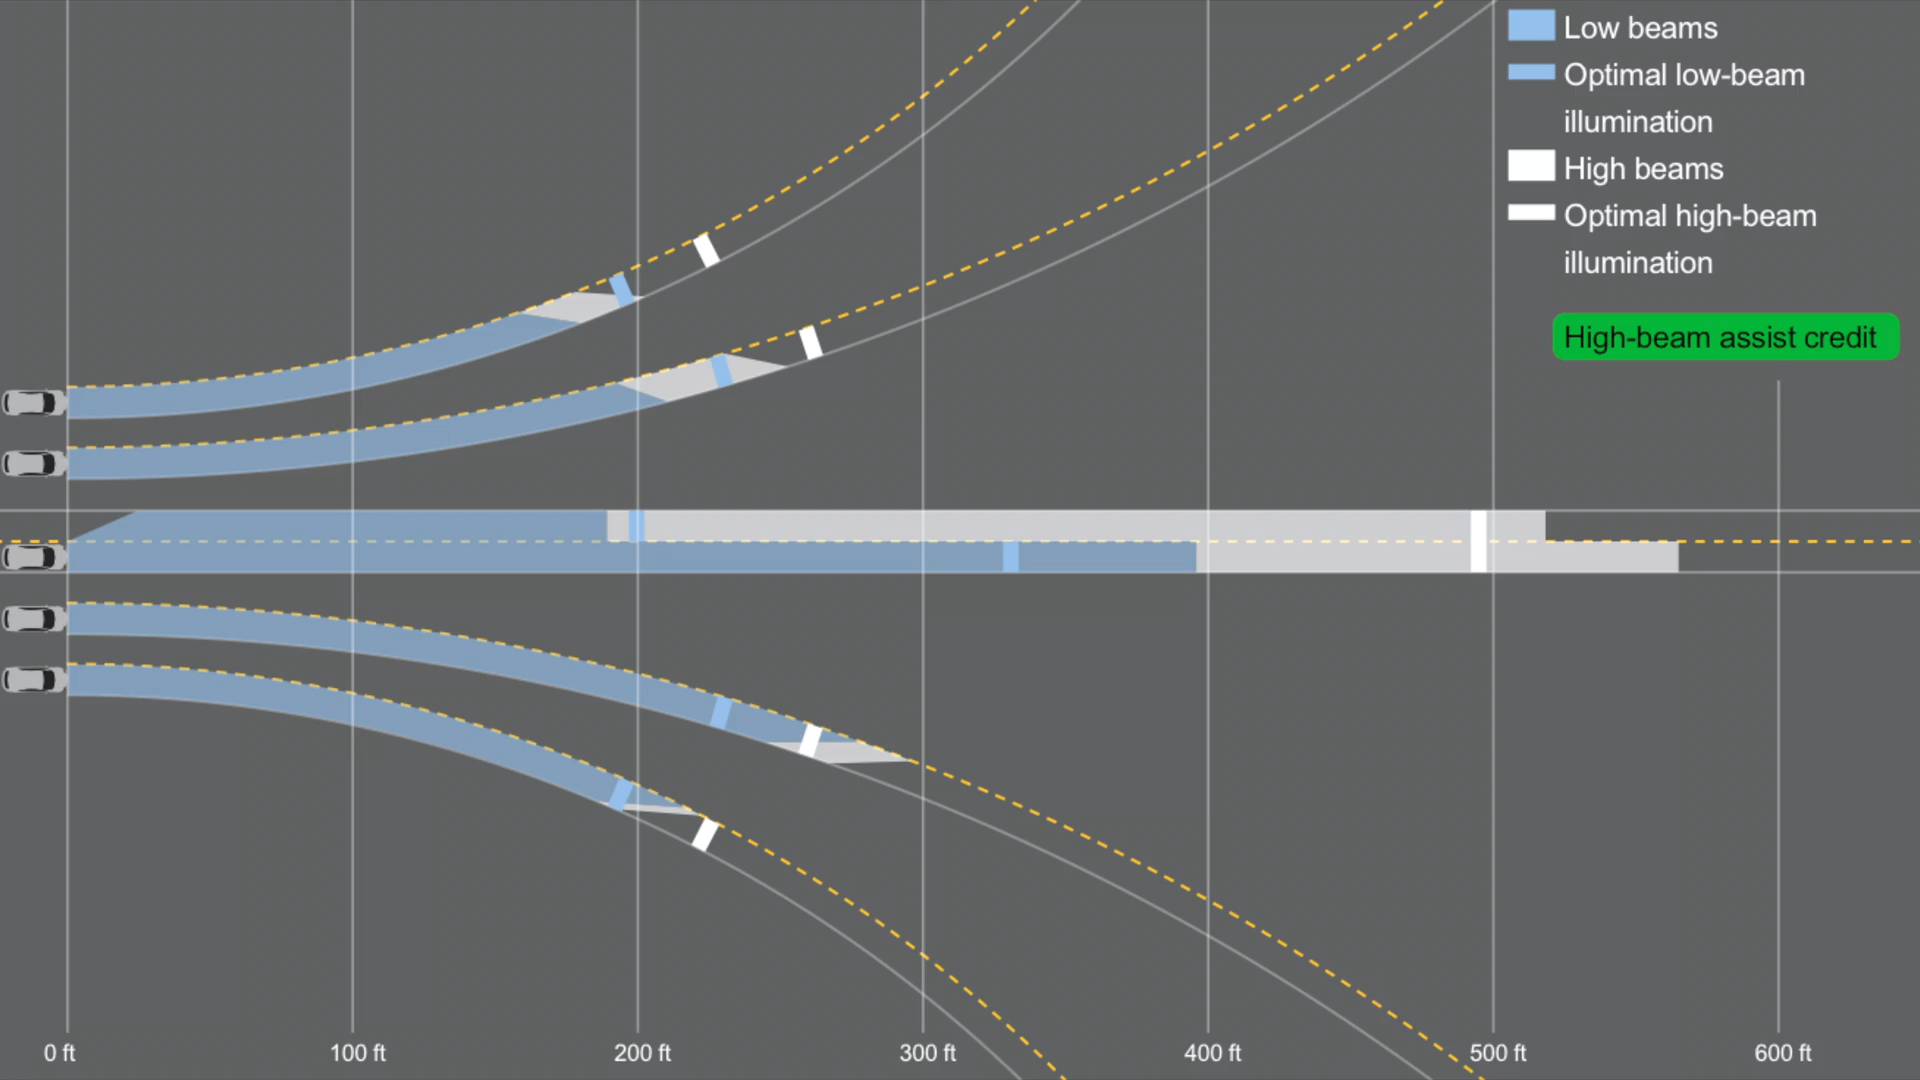 Low beams
Optimal low-beam
illumination
High beams
Optimal high-beam
illumination
High-beam assist credit
0 ft
100 ft
200 ft
300 ft
400 ft
500 ft
600 ft